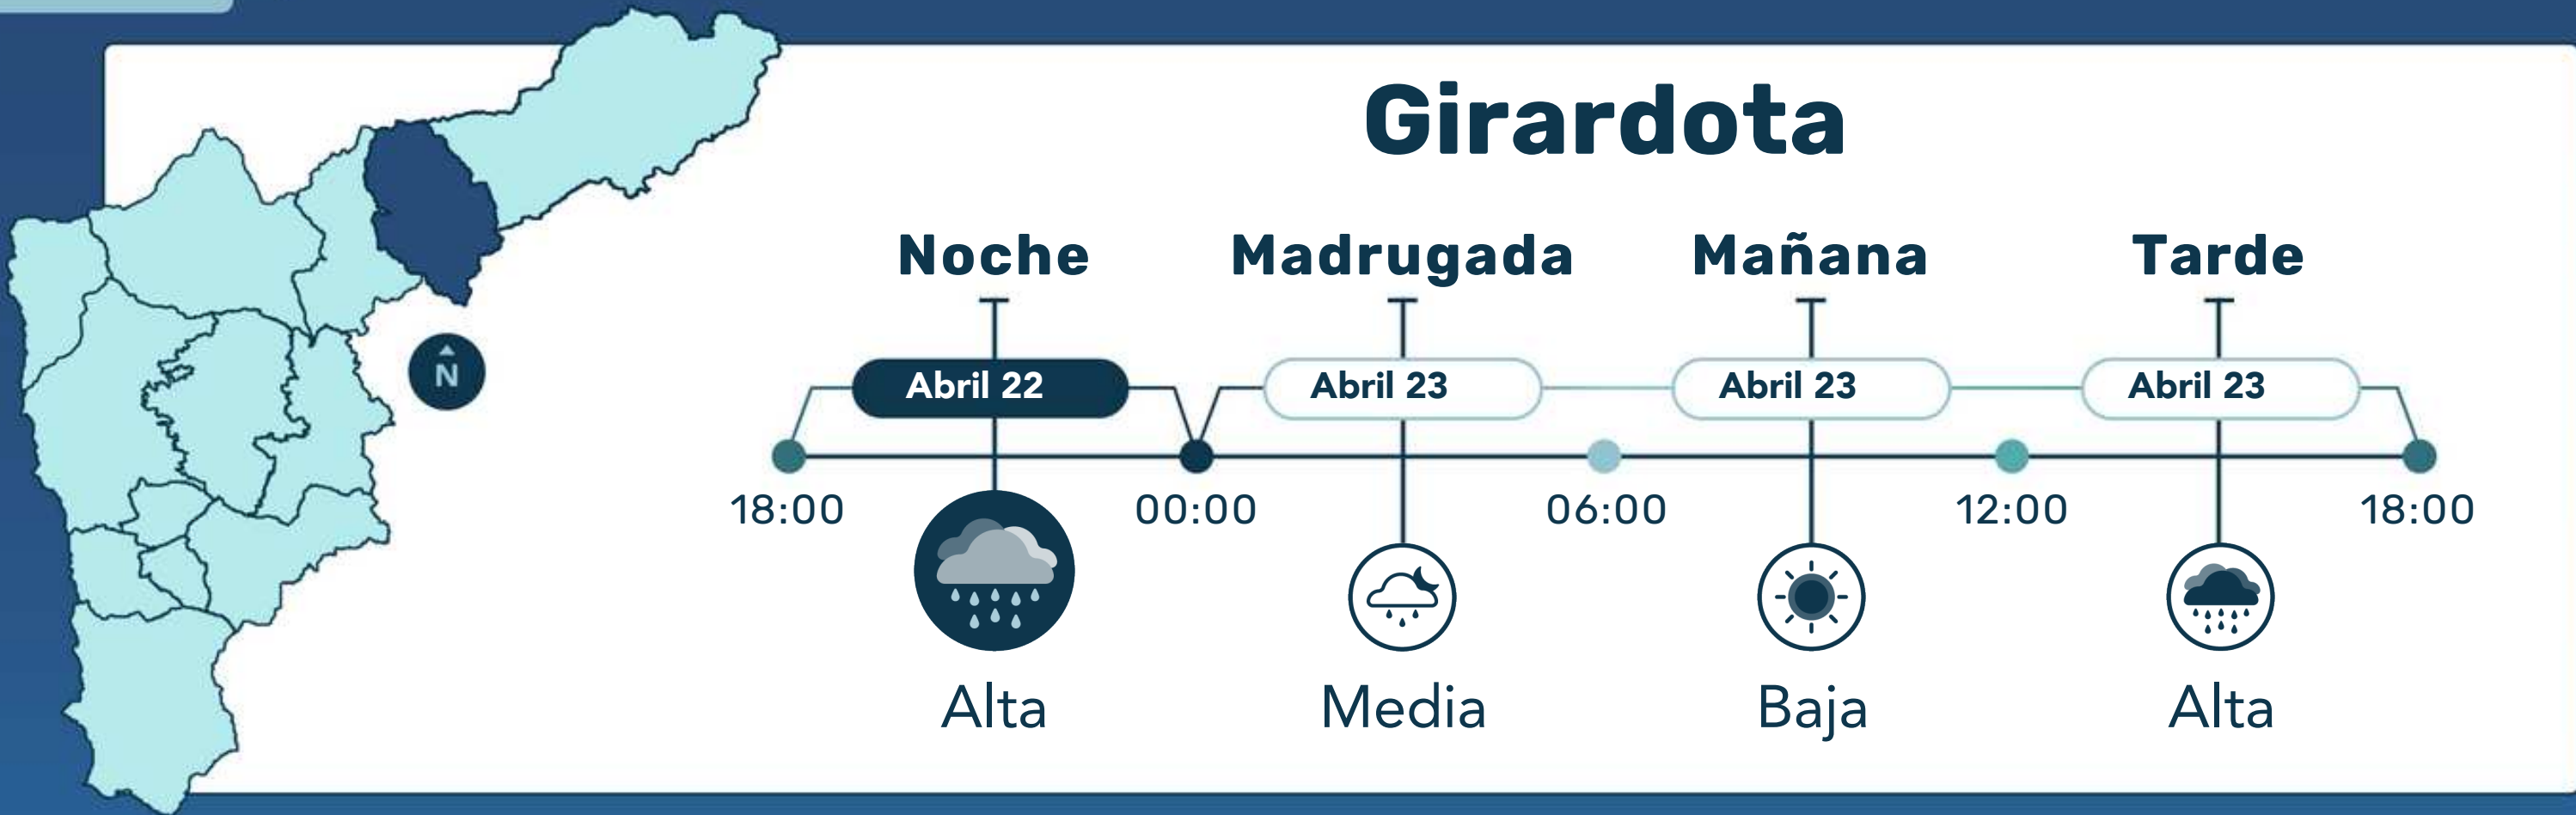 Girardota
Noche
Madrugada
Mañana
Tarde
Abril 22
Abril 23
Abril 23
Abril 23
N
18:00
00:00
06:00
12:00
18:00
Alta
Media
Baja
Alta